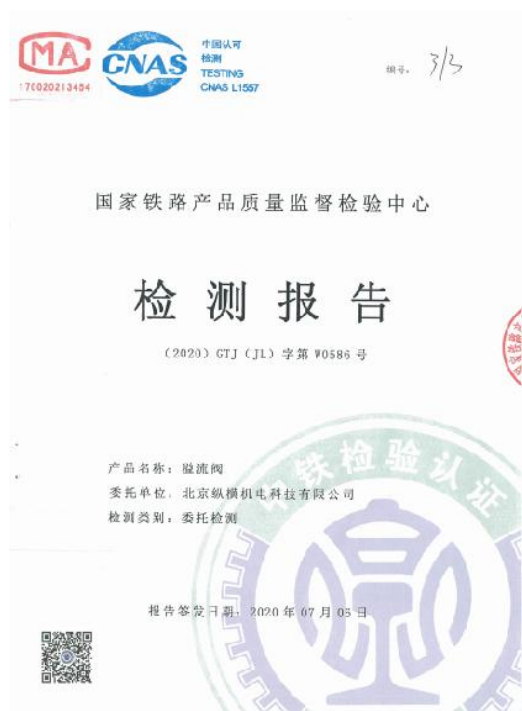 MA
170020213454
CNAS
中国认可
检测
TESTING
CNAS L1557
编号: 3/3
国家铁路产品质量监督检验中心
检测报告
(2020) GTJ (JL) 字第 W0586 号
产品名称: 溢流阀
委托单位: 北京纵横机电科技有限公司
检测类别: 委托检测
中铁检验认证
报告签发日期: 2020 年 07 月 05 日